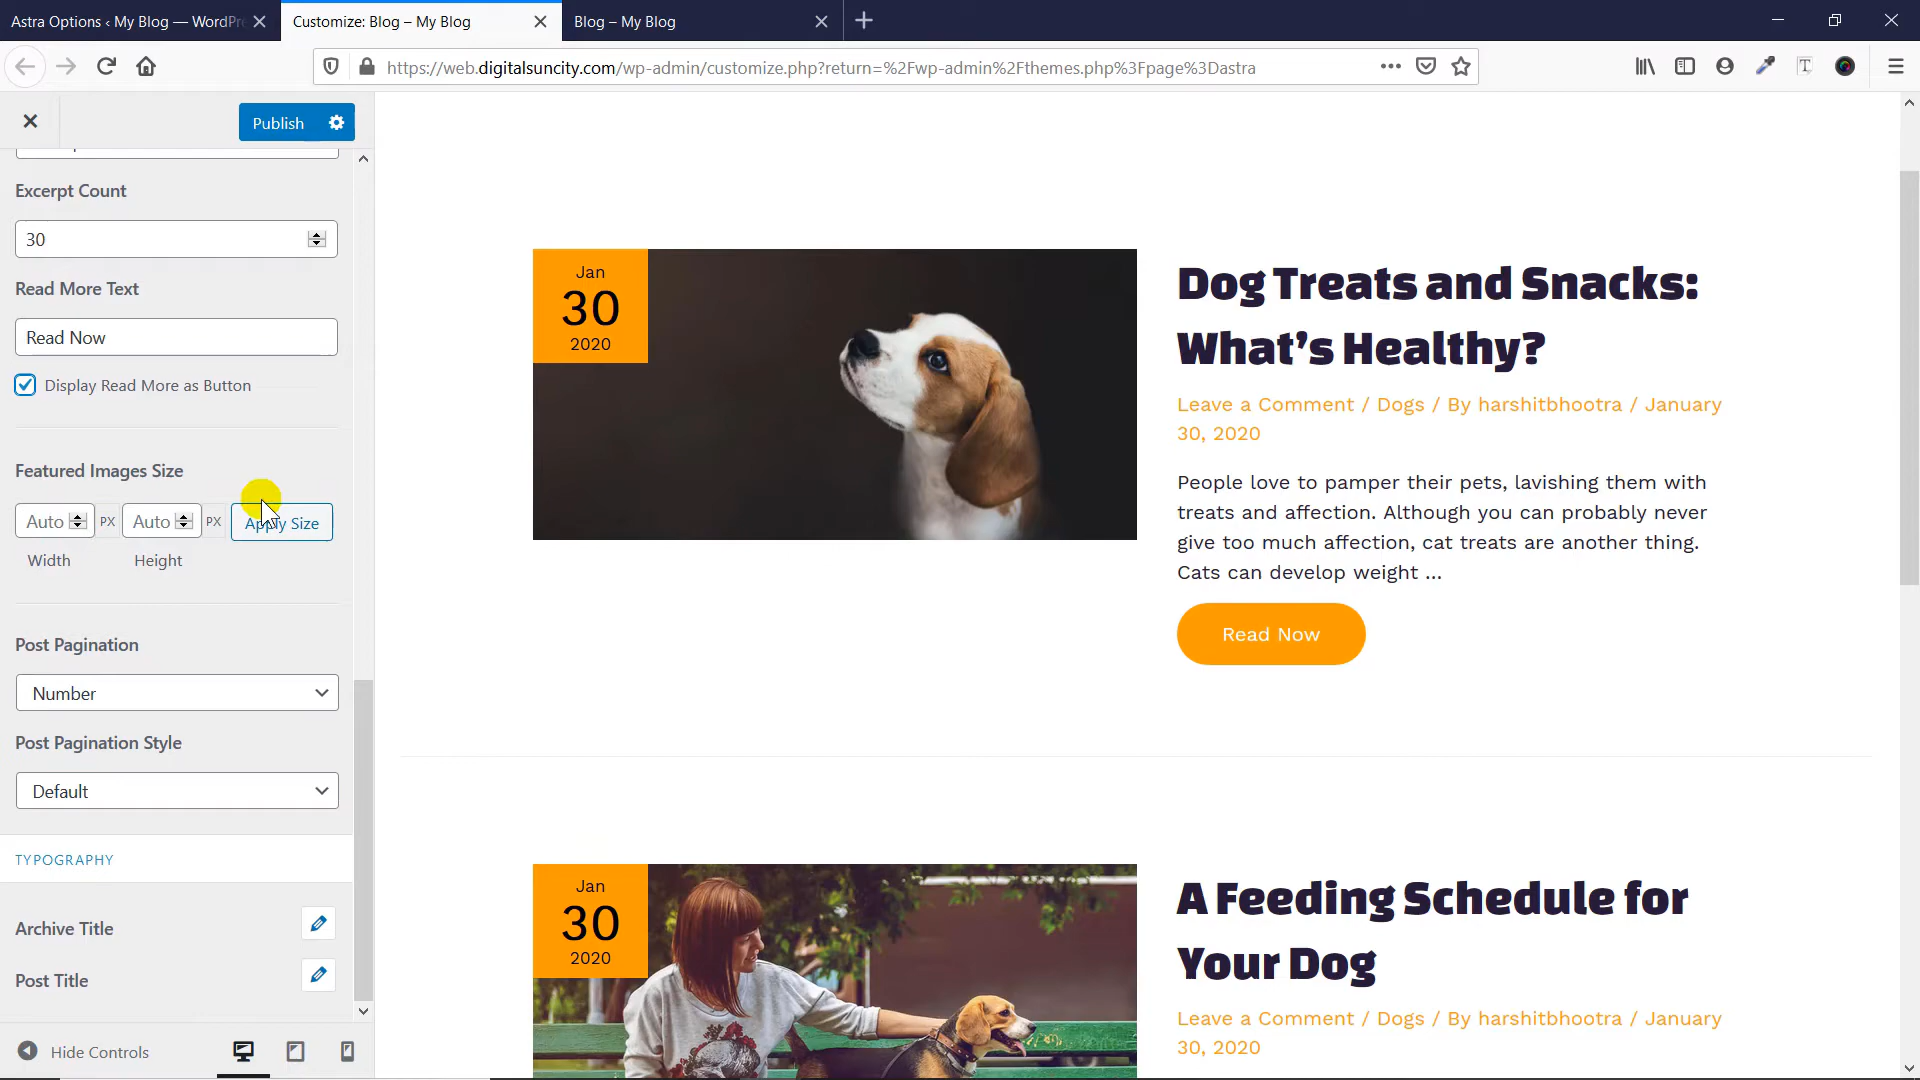 Astra Options ‹ My Blog — WordPr
Customize: Blog – My Blog
Blog – My Blog
https://web.digitalsuncity.com/wp-admin/customize.php?return=%2Fwp-admin%2Fthemes.php%3Fpage%3Dastra
Publish
Excerpt Count
30
Read More Text
Read Now
Display Read More as Button
Featured Images Size
Auto PX Auto PX Apply Size
Width Height
Post Pagination
Number
Post Pagination Style
Default
TYPOGRAPHY
Archive Title
Post Title
Hide Controls
Jan
30
2020
Dog Treats and Snacks:
What’s Healthy?
Leave a Comment / Dogs / By harshitbhootra / January
30, 2020
People love to pamper their pets, lavishing them with
treats and affection. Although you can probably never
give too much affection, cat treats are another thing.
Cats can develop weight …
Read Now
Jan
30
2020
A Feeding Schedule for
Your Dog
Leave a Comment / Dogs / By harshitbhootra / January
30, 2020